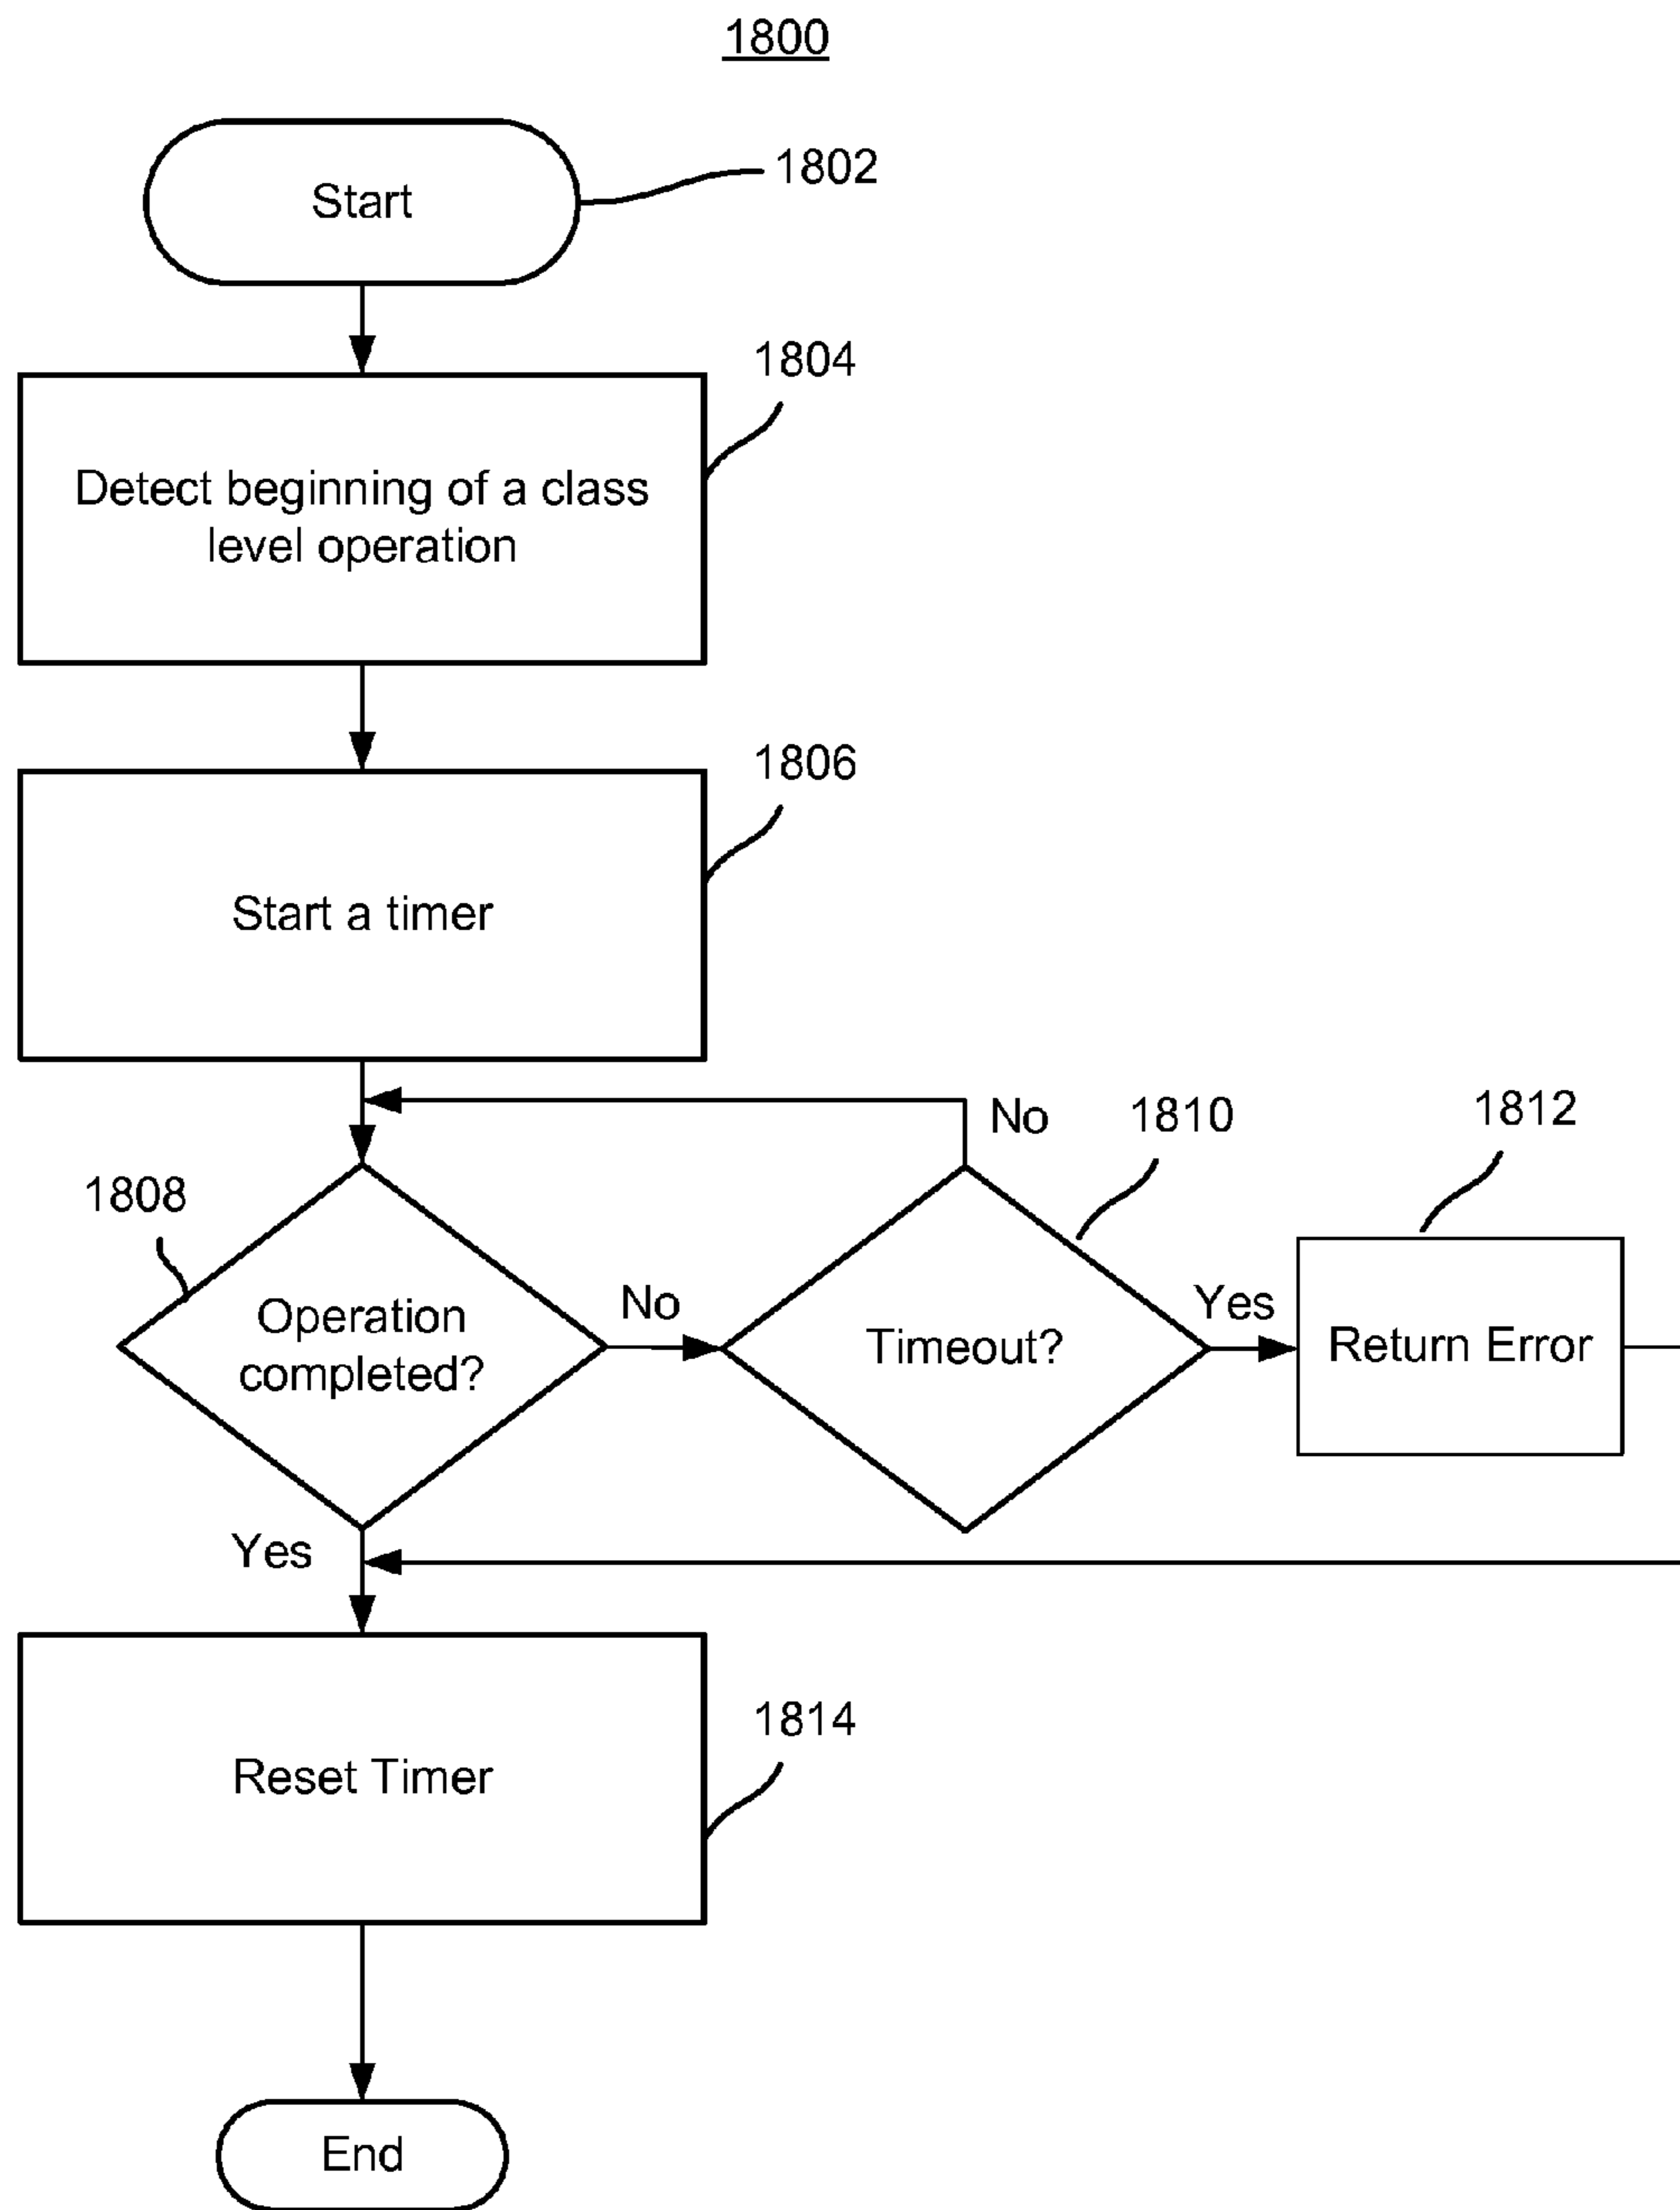 1800
Start
1802
1804
Detect beginning of a class
level operation
1806
Start a timer
No
1810
1812
1808
Operation
completed?
No
Timeout?
Yes
Return Error
Yes
1814
Reset Timer
End